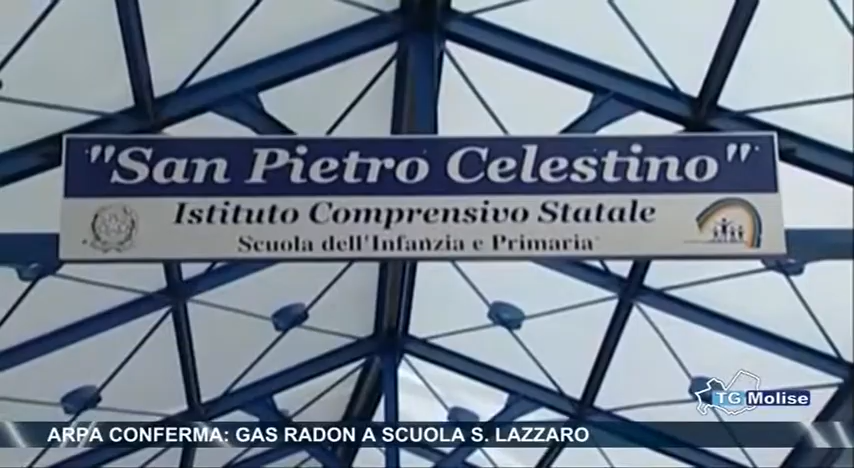 "San Pietro Celestino"
Istituto Comprensivo Statale
Scuola dell'Infanzia e Primaria
TG Molise
ARPA CONFERMA: GAS RADON A SCUOLA S. LAZZARO